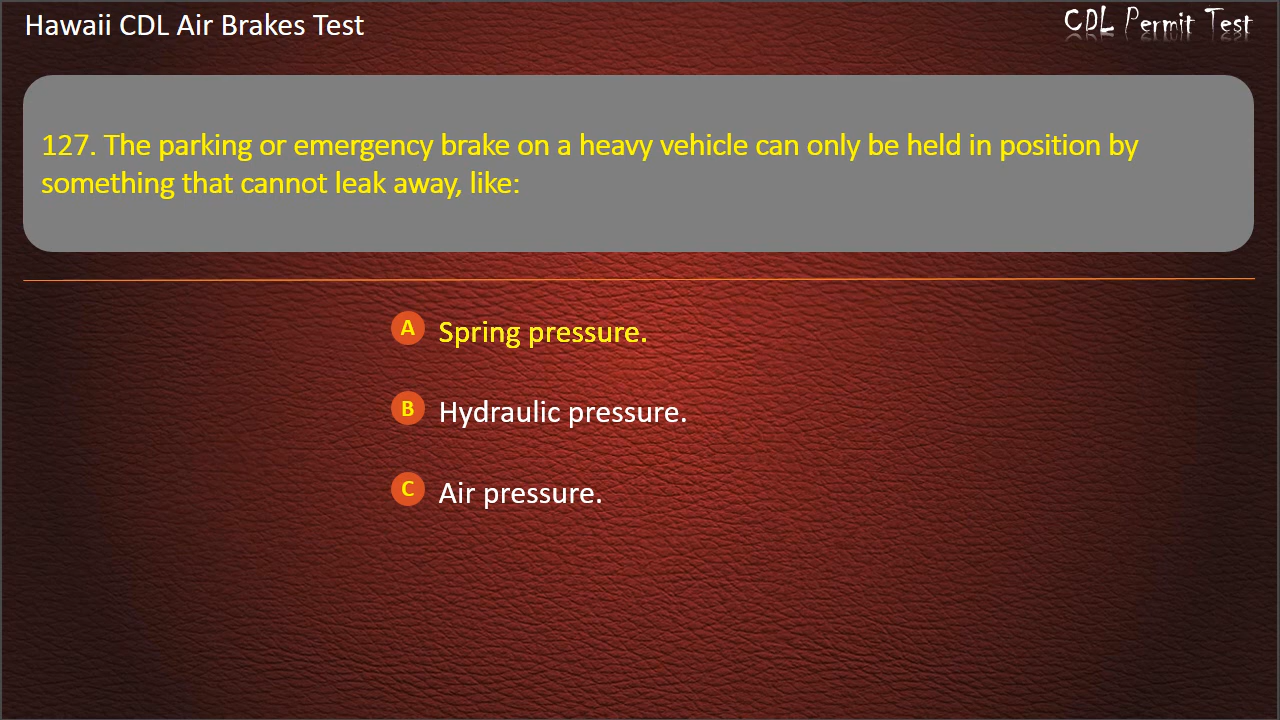 Hawaii CDL Air Brakes Test
CDL Permit Test
127. The parking or emergency brake on a heavy vehicle can only be held in position by
something that cannot leak away, like:
A Spring pressure.
B Hydraulic pressure.
C Air pressure.